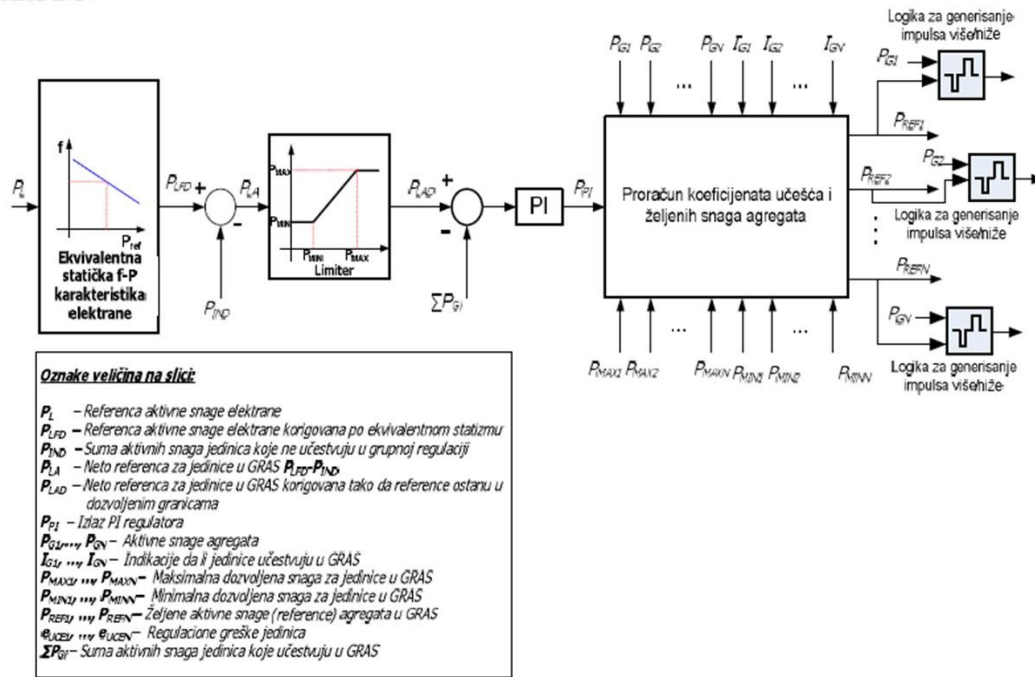 Logika za generisanje
impulsa više/niže
P_G1 P_G2 ... P_GN I_G1 I_G2 ... I_GN
P_G1
P_REF1
P_G2
P_REF2
Logika za generisanje
impulsa više/niže
P_REFN
P_GN
Logika za generisanje
impulsa više/niže
P_L
f
P_ref
Ekvivalentna
statička f-P
karakteristika
elektrane
P_LFD +
-
P_IND
P_LA
P_MAX
P_MIN
P_MINI P_MAX
Limiter
P_LAD +
-
ΣP_Gi
PI
P_PI
Proračun koeficijenata učešća i
željenih snaga agregata
P_MAX1 P_MAX2 ... P_MAXN P_MIN1 P_MIN2 ... P_MINN
Oznake veličina na slici:
P_L – Referenca aktivne snage elektrane
P_LFD – Referenca aktivne snage elektrane korigovana po ekvivalentnom statizmu
P_IND – Suma aktivnih snaga jedinica koje ne učestvuju u grupnoj regulaciji
P_LA – Neto referenca za jedinice u GRAS P_LFD-P_IND,
P_LAD – Neto referenca za jedinice u GRAS korigovana tako da reference ostanu u
dozvoljenim granicama
P_PI – Izlaz PI regulatora
P_G1, ..., P_GN – Aktivne snage agregata
I_G1, ..., I_GN – Indikacije da li jedinice učestvuju u GRAS
P_MAX1, ..., P_MAXN – Maksimalna dozvoljena snaga za jedinice u GRAS
P_MIN1, ..., P_MINN – Minimalna dozvoljena snaga za jedinice u GRAS
P_REF1, ..., P_REFN – Željene aktivne snage (reference) agregata u GRAS
e_UCE1, ..., e_UCEN – Regulacione greške jedinica
ΣP_Gi – Suma aktivnih snaga jedinica koje učestvuju u GRAS